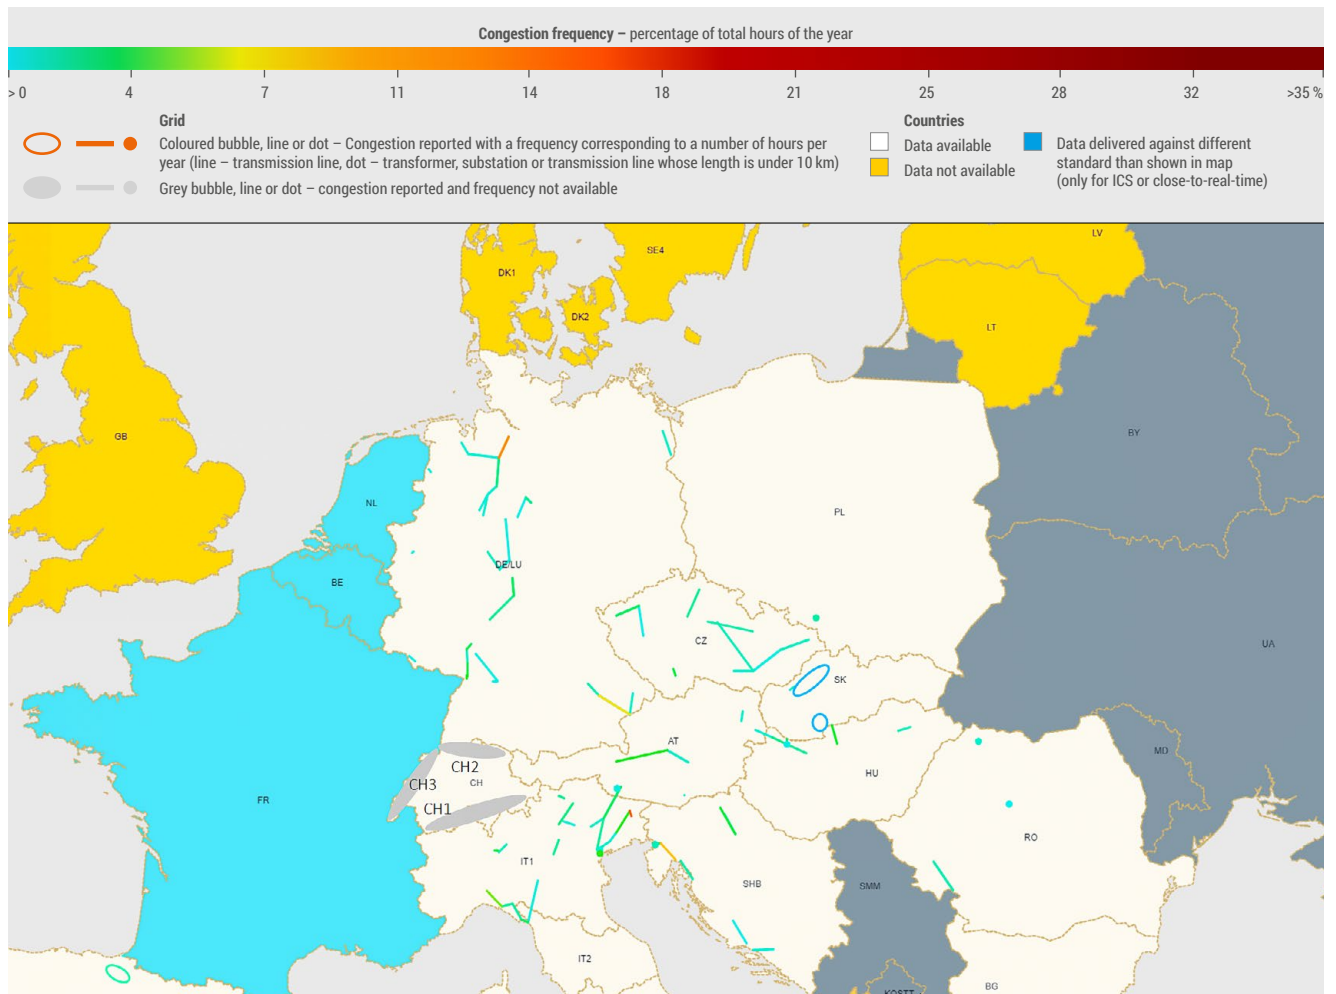 Congestion frequency – percentage of total hours of the year
> 0 4 7 11 14 18 21 25 28 32 >35 %
Grid
Coloured bubble, line or dot – Congestion reported with a frequency corresponding to a number of hours per
year (line – transmission line, dot – transformer, substation or transmission line whose length is under 10 km)
Grey bubble, line or dot – congestion reported and frequency not available
Countries
Data available
Data not available
Data delivered against different
standard than shown in map
(only for ICS or close-to-real-time)
LV
SE4
DK1
DK2
LT
GB
BY
NL
PL
DE/LU
BE
CZ
UA
SK
AT
MD
CH2
HU
CH3
CH
FR
CH1
RO
IT1
SHB
SMM
IT2
BG
KOSTT